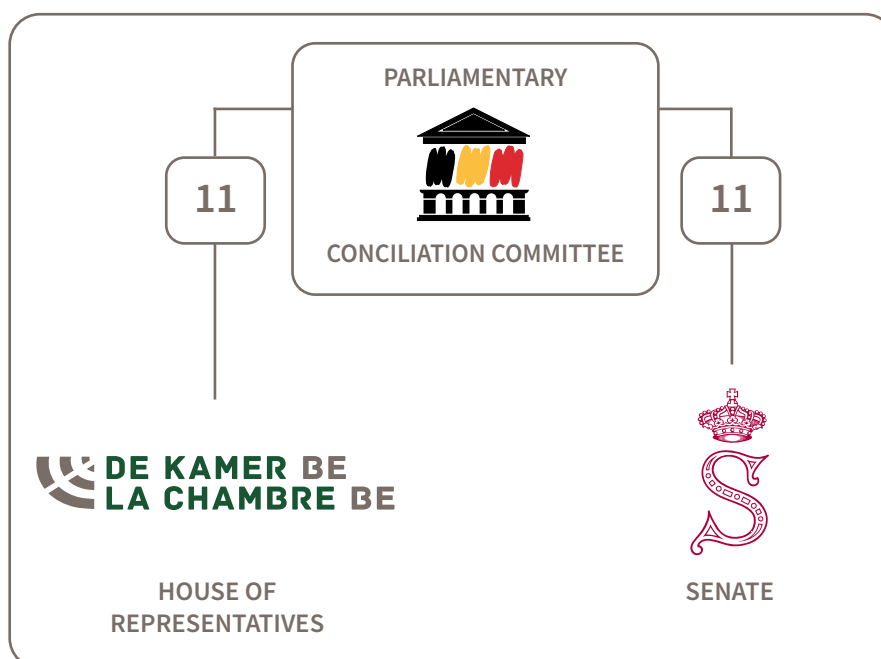 PARLIAMENTARY
CONCILIATION COMMITTEE
11
11
DE KAMER BE
LA CHAMBRE BE
S
HOUSE OF
REPRESENTATIVES
SENATE